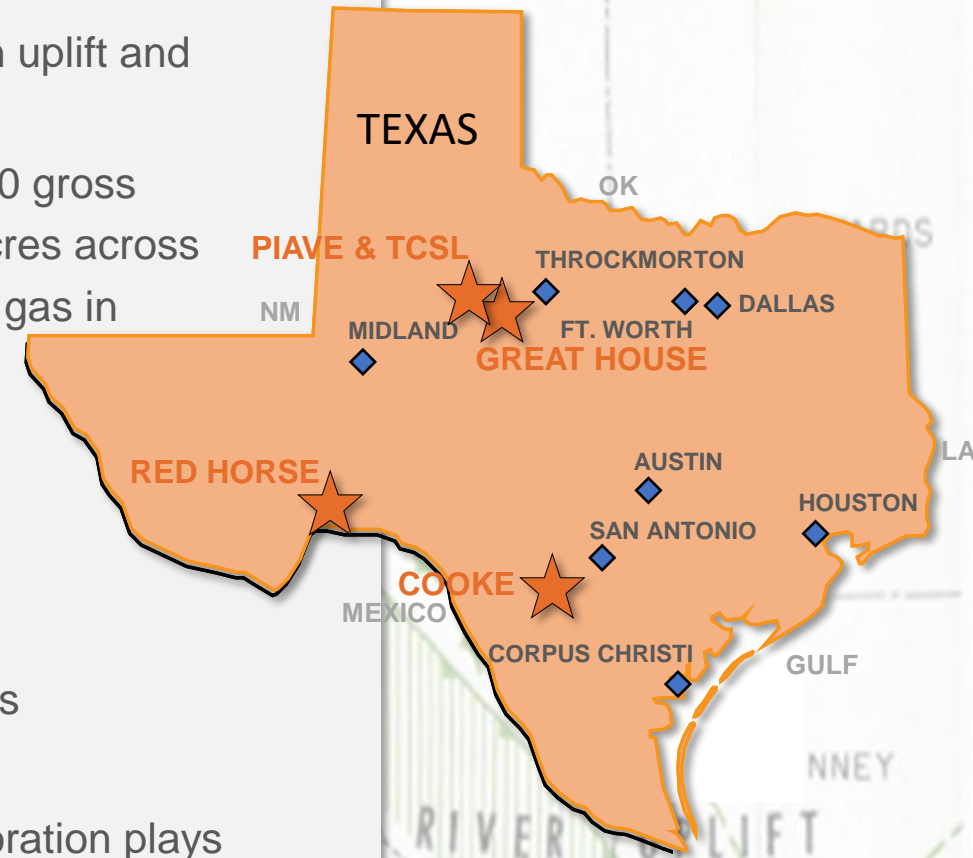 uplift and
TEXAS
0 gross
OK
cres across
PIAVE & TCSL
THROCKMORTON
gas in
NM
DALLAS
MIDLAND
FT. WORTH
GREAT HOUSE
LA
AUSTIN
RED HORSE
HOUSTON
SAN ANTONIO
COOKE
MEXICO
CORPUS CHRISTI
GULF
s
NNEY
RIVER UPLIFT
oration plays